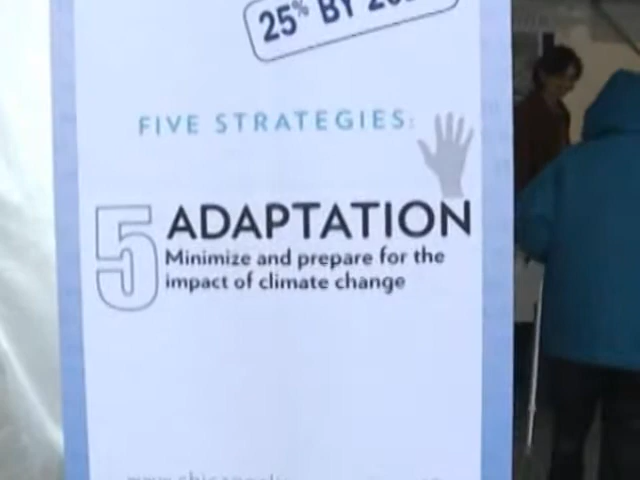 25% BY
FIVE STRATEGIES:
5 ADAPTATION
Minimize and prepare for the
impact of climate change